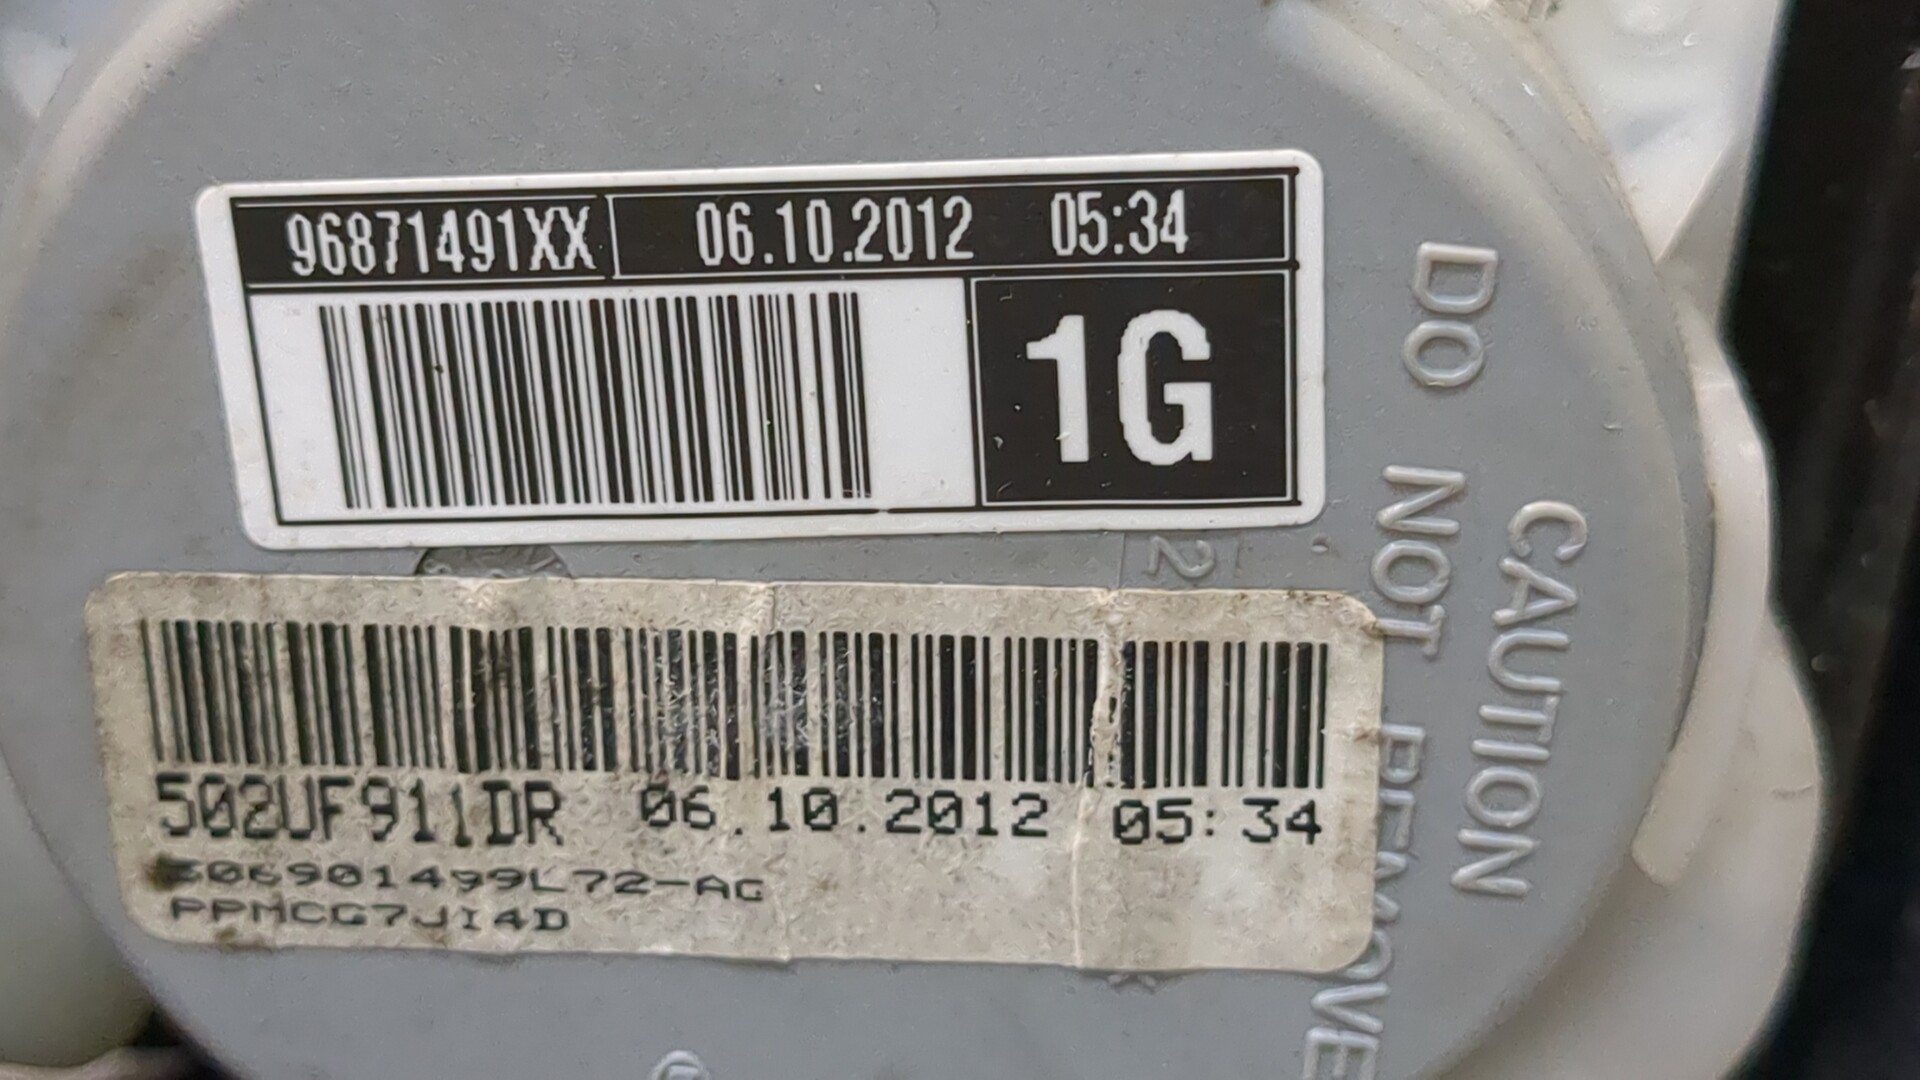 96871491XX 06.10.2012 05:34
1G
2
502UF911DR 06.10.2012 05:34
306901499L72-AG
PPMCG7JI4D
CAUTION
DO NOT REMOVE